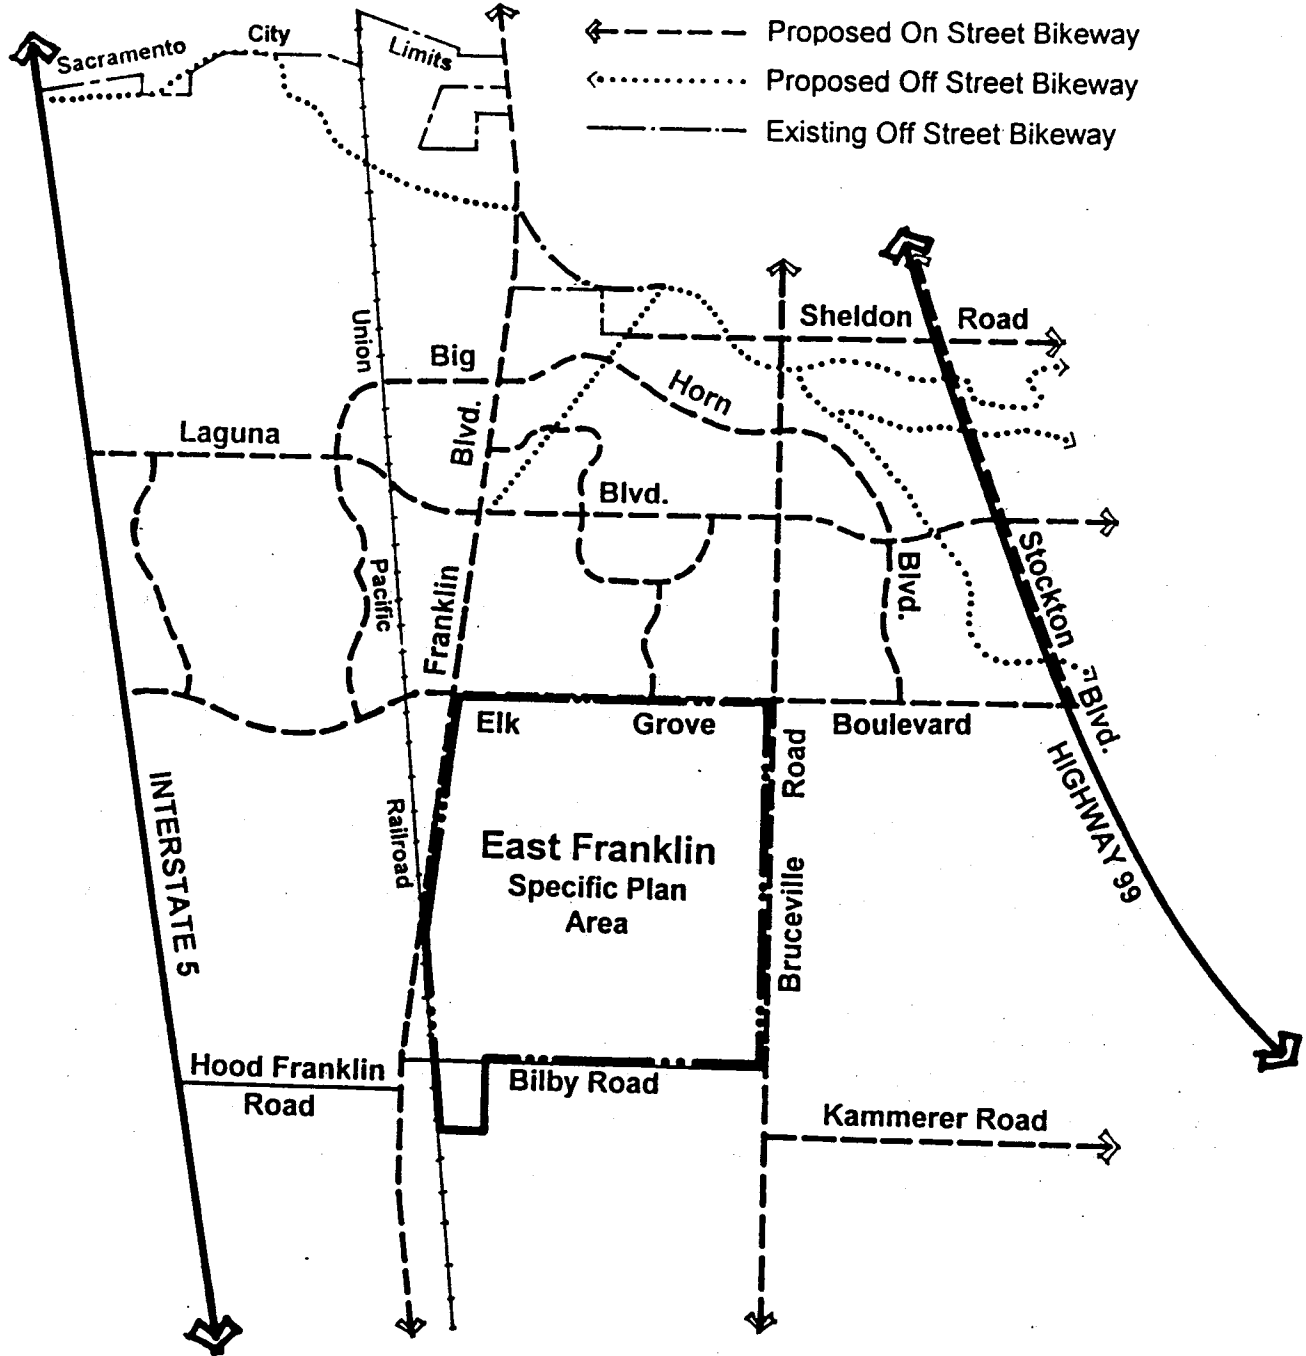 Proposed On Street Bikeway
Proposed Off Street Bikeway
Existing Off Street Bikeway
Sacramento
City
Limits
Sheldon
Road
Union
Big
Horn
Blvd.
Laguna
Blvd.
Blvd.
Stockton
Pacific
Franklin
Blvd.
Elk
Grove
Boulevard
Road
HIGHWAY 99
INTERSTATE 5
Railroad
East Franklin
Specific Plan
Area
Bruceville
Hood Franklin
Road
Bilby Road
Kammerer Road